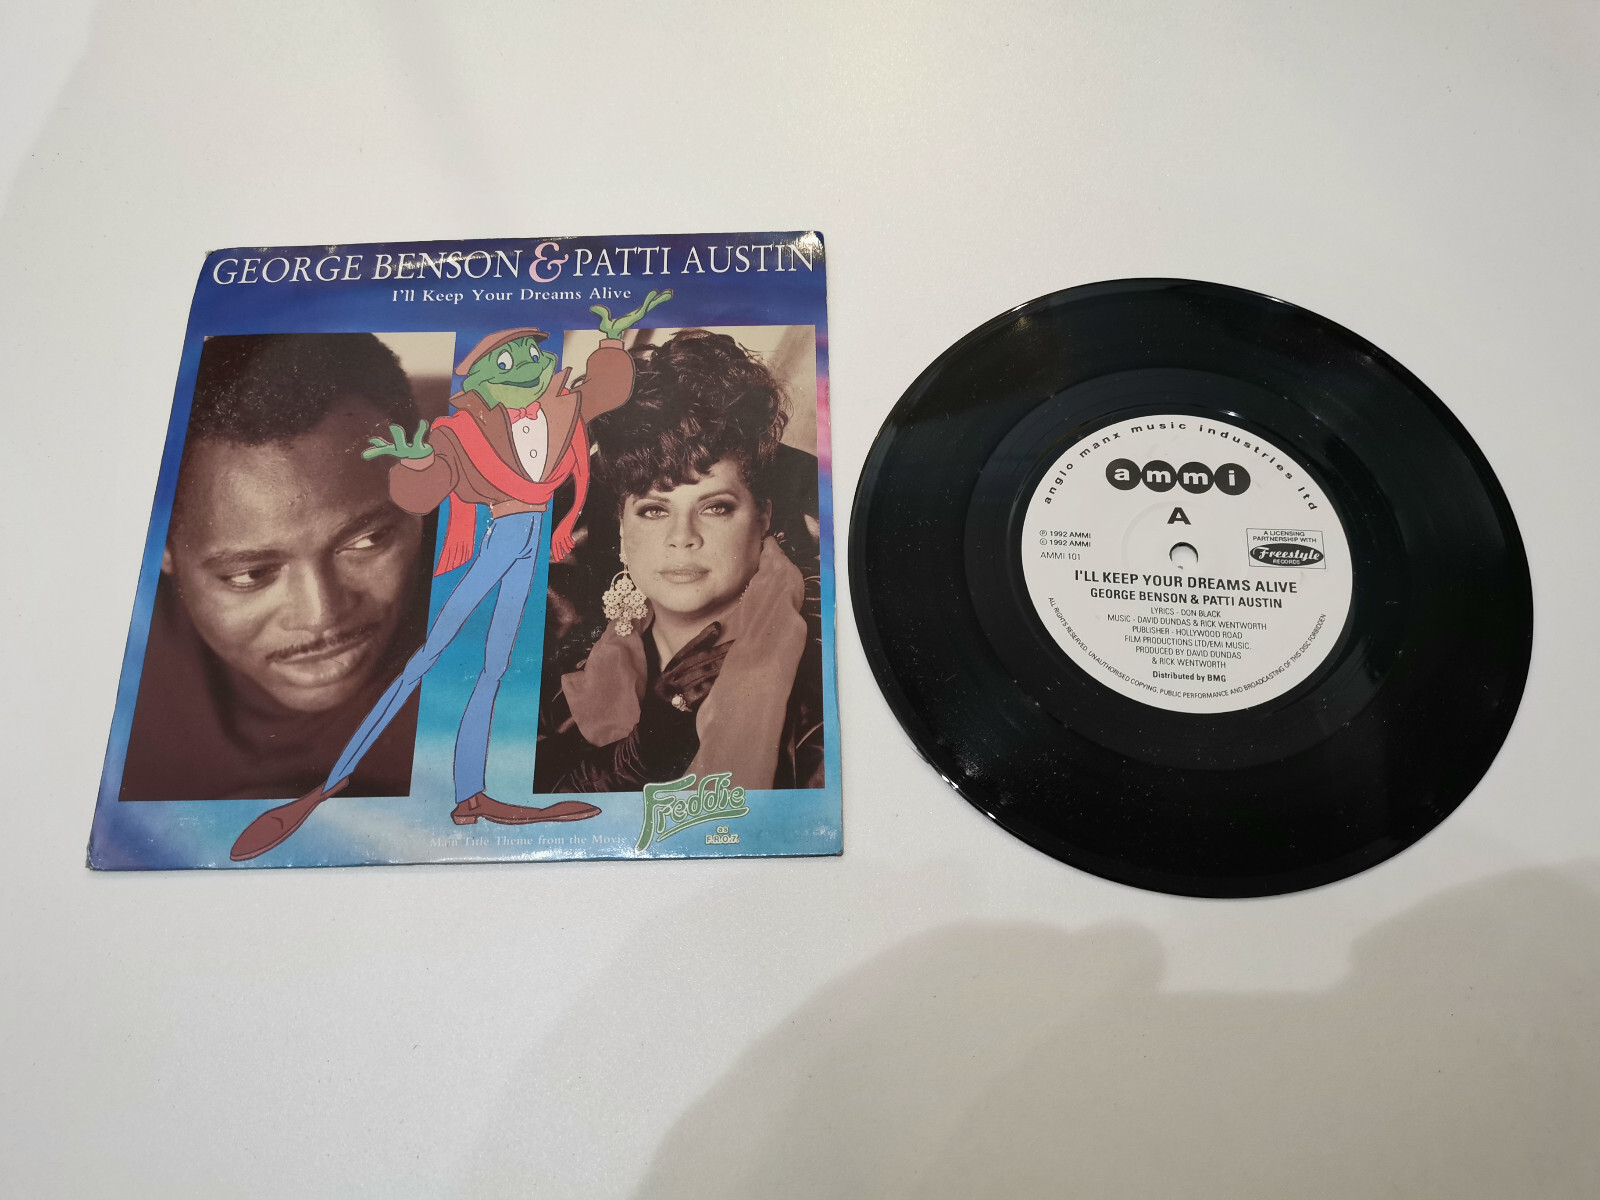 GEORGE BENSON & PATTI AUSTIN
I'll Keep Your Dreams Alive
Main Title Theme from the Movie
Freddie
as
F.R.O.7.
anglo manx music industries ltd
ammi
A
℗ 1992 AMMI
© 1992 AMMI
AMMI 101
A LICENSING
PARTNERSHIP WITH
Freestyle
RECORDS
I'LL KEEP YOUR DREAMS ALIVE
GEORGE BENSON & PATTI AUSTIN
LYRICS - DON BLACK
MUSIC - DAVID DUNDAS & RICK WENTWORTH
PUBLISHER - HOLLYWOOD ROAD
FILM PRODUCTIONS LTD/EMI MUSIC.
PRODUCED BY DAVID DUNDAS
& RICK WENTWORTH
Distributed by BMG
ALL RIGHTS RESERVED. UNAUTHORISED COPYING, PUBLIC PERFORMANCE AND BROADCASTING OF THIS DISC FORBIDDEN